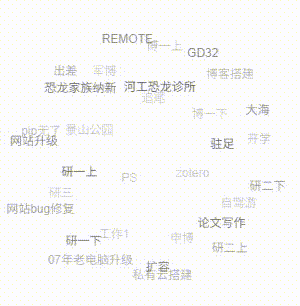 REMOTE
博一上
GD32
出差
军博
博客搭建
恐龙家族纳新
河工恐龙诊所
追尾
博一下
大海
pip无了
景山公园
网站升级
驻足
开学
研一上
PS
zotero
研二下
研三
自驾游
网站bug修复
论文写作
工作1
申博
研一下
研二上
07年老电脑升级
扩容
私有云搭建